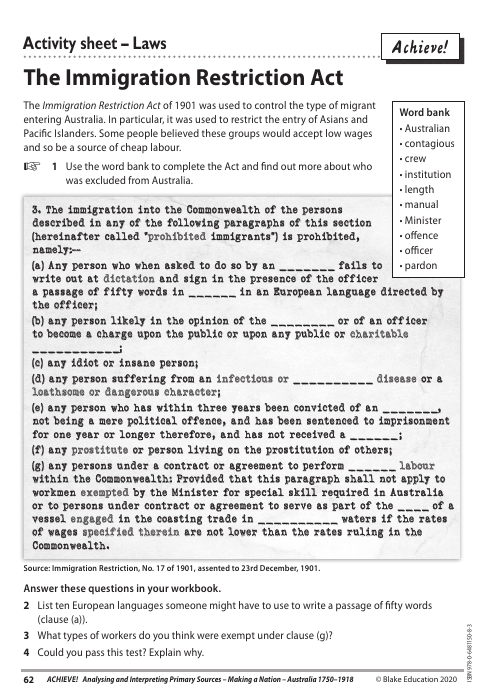 Activity sheet – Laws
Achieve!
The Immigration Restriction Act
The Immigration Restriction Act of 1901 was used to control the type of migrant
entering Australia. In particular, it was used to restrict the entry of Asians and
Pacific Islanders. Some people believed these groups would accept low wages
and so be a source of cheap labour.
Word bank
• Australian
• contagious
• crew
• institution
• length
• manual
• Minister
• offence
• officer
• pardon
1 Use the word bank to complete the Act and find out more about who
was excluded from Australia.
3. The immigration into the Commonwealth of the persons
described in any of the following paragraphs of this section
(hereinafter called "prohibited immigrants") is prohibited,
namely:—
(a) Any person who when asked to do so by an _______ fails to
write out at dictation and sign in the presence of the officer
a passage of fifty words in ______ in an European language directed by
the officer;
(b) any person likely in the opinion of the ________ or of an officer
to become a charge upon the public or upon any public or charitable
___________;
(c) any idiot or insane person;
(d) any person suffering from an infectious or __________ disease or a
loathsome or dangerous character;
(e) any person who has within three years been convicted of an _______,
not being a mere political offence, and has been sentenced to imprisonment
for one year or longer therefore, and has not received a ______;
(f) any prostitute or person living on the prostitution of others;
(g) any persons under a contract or agreement to perform ______ labour
within the Commonwealth: Provided that this paragraph shall not apply to
workmen exempted by the Minister for special skill required in Australia
or to persons under contract or agreement to serve as part of the ____ of a
vessel engaged in the coasting trade in __________ waters if the rates
of wages specified therein are not lower than the rates ruling in the
Commonwealth.
Source: Immigration Restriction, No. 17 of 1901, assented to 23rd December, 1901.
Answer these questions in your workbook.
2 List ten European languages someone might have to use to write a passage of fifty words
(clause (a)).
3 What types of workers do you think were exempt under clause (g)?
4 Could you pass this test? Explain why.
62 ACHIEVE! Analysing and Interpreting Primary Sources – Making a Nation – Australia 1750–1918 © Blake Education 2020